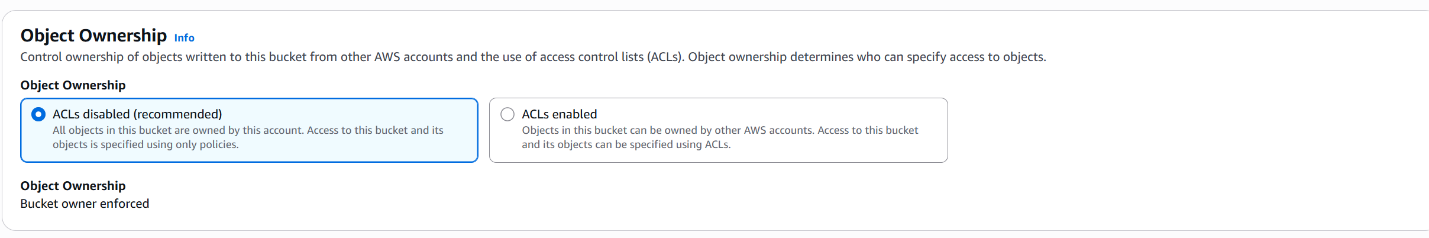 Object Ownership Info
Control ownership of objects written to this bucket from other AWS accounts and the use of access control lists (ACLs). Object ownership determines who can specify access to objects.
Object Ownership
ACLs disabled (recommended)
All objects in this bucket are owned by this account. Access to this bucket and its
objects is specified using only policies.
ACLs enabled
Objects in this bucket can be owned by other AWS accounts. Access to this bucket
and its objects can be specified using ACLs.
Object Ownership
Bucket owner enforced